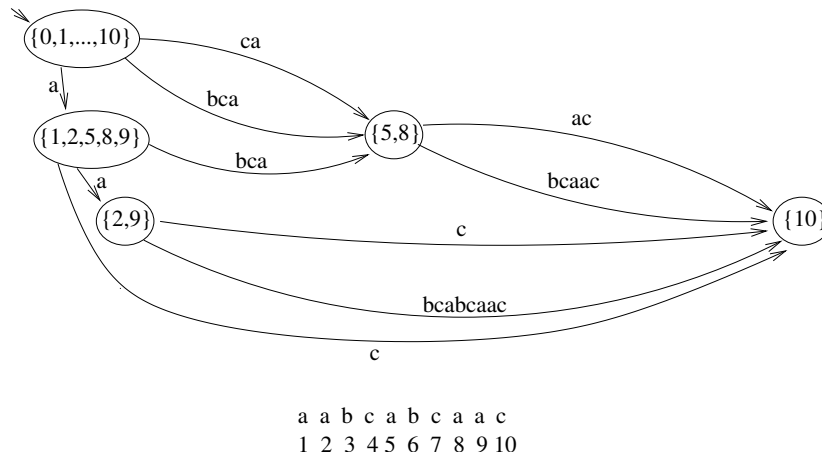 {0,1,...,10}
ca
a
bca
{1,2,5,8,9}
{5,8}
ac
bca
bcaac
a
{2,9}
c
{10}
bcabcaac
c
a a b c a b c a a c
1 2 3 4 5 6 7 8 9 10